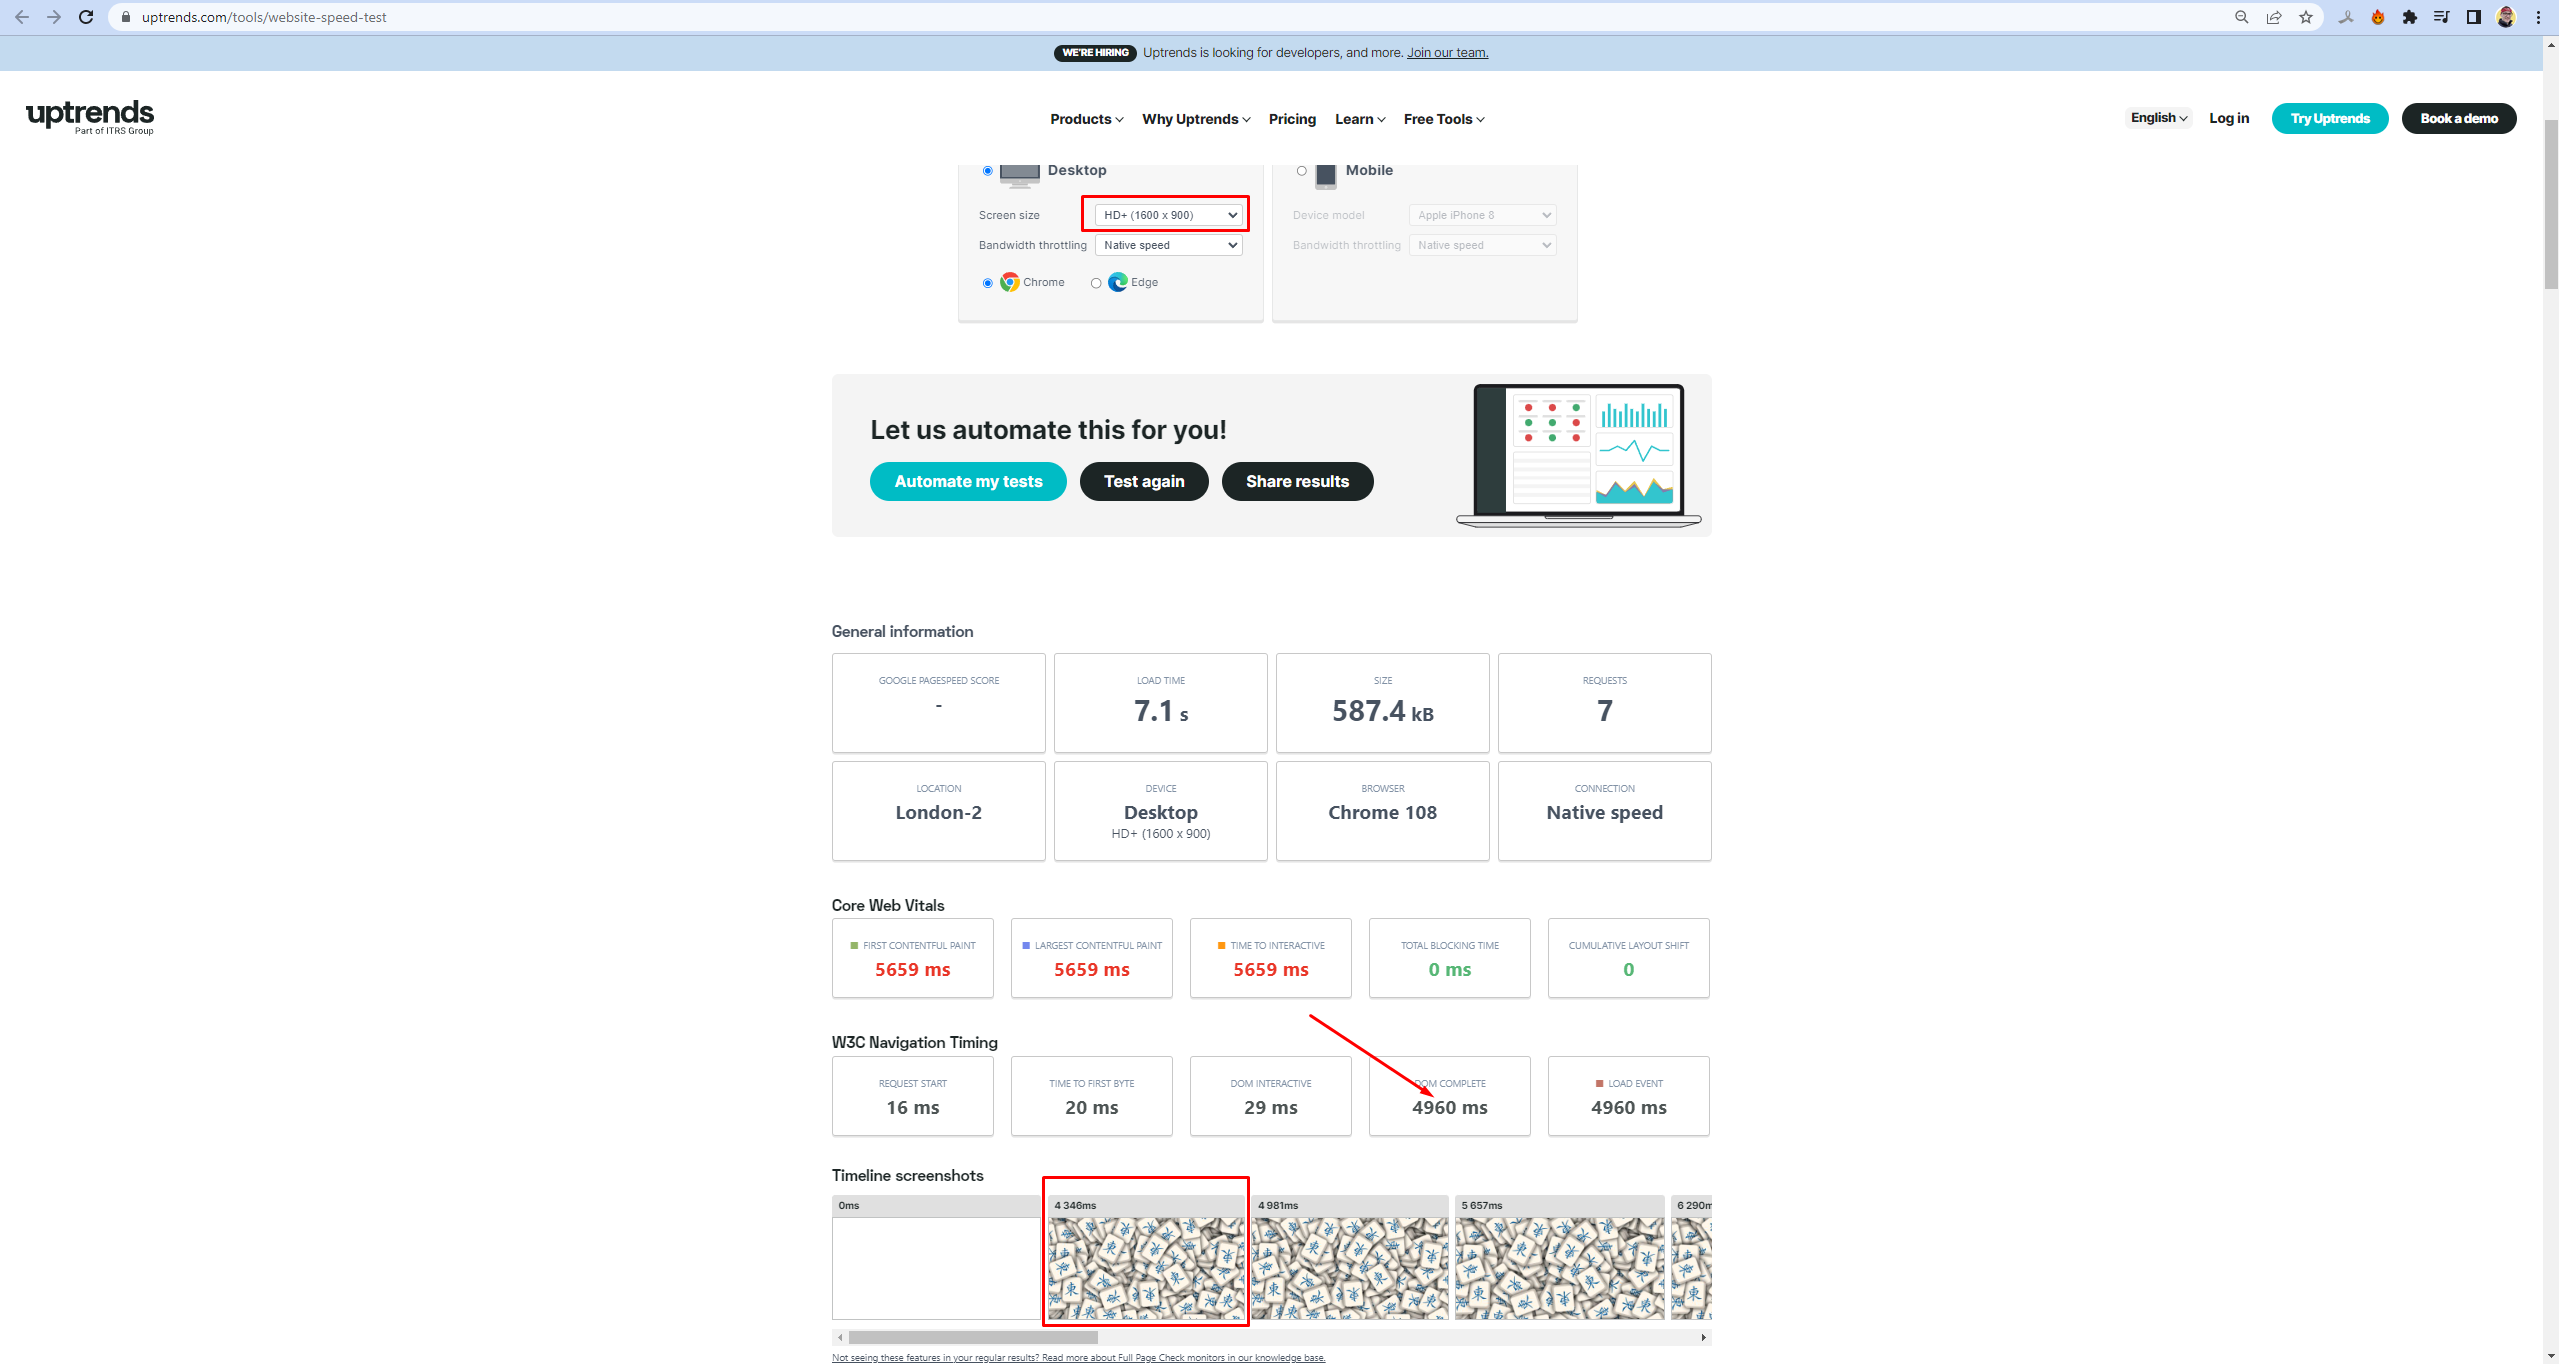 uptrends.com/tools/website-speed-test
WE'RE HIRING Uptrends is looking for developers, and more. Join our team.
uptrends
Part of ITRS Group
Products Why Uptrends Pricing Learn Free Tools
English Log in Try Uptrends Book a demo
Desktop
Screen size HD+ (1600 x 900)
Bandwidth throttling Native speed
Chrome Edge
Mobile
Device model Apple iPhone 8
Bandwidth throttling Native speed
Let us automate this for you!
Automate my tests Test again Share results
General information
GOOGLE PAGESPEED SCORE
-
LOAD TIME
7.1 s
SIZE
587.4 kB
REQUESTS
7
LOCATION
London-2
DEVICE
Desktop
HD+ (1600 x 900)
BROWSER
Chrome 108
CONNECTION
Native speed
Core Web Vitals
FIRST CONTENTFUL PAINT
5659 ms
LARGEST CONTENTFUL PAINT
5659 ms
TIME TO INTERACTIVE
5659 ms
TOTAL BLOCKING TIME
0 ms
CUMULATIVE LAYOUT SHIFT
0
W3C Navigation Timing
REQUEST START
16 ms
TIME TO FIRST BYTE
20 ms
DOM INTERACTIVE
29 ms
DOM COMPLETE
4960 ms
LOAD EVENT
4960 ms
Timeline screenshots
0ms 4 346ms 4 981ms 5 657ms 6 290m
Not seeing these features in your regular results? Read more about Full Page Check monitors in our knowledge base.